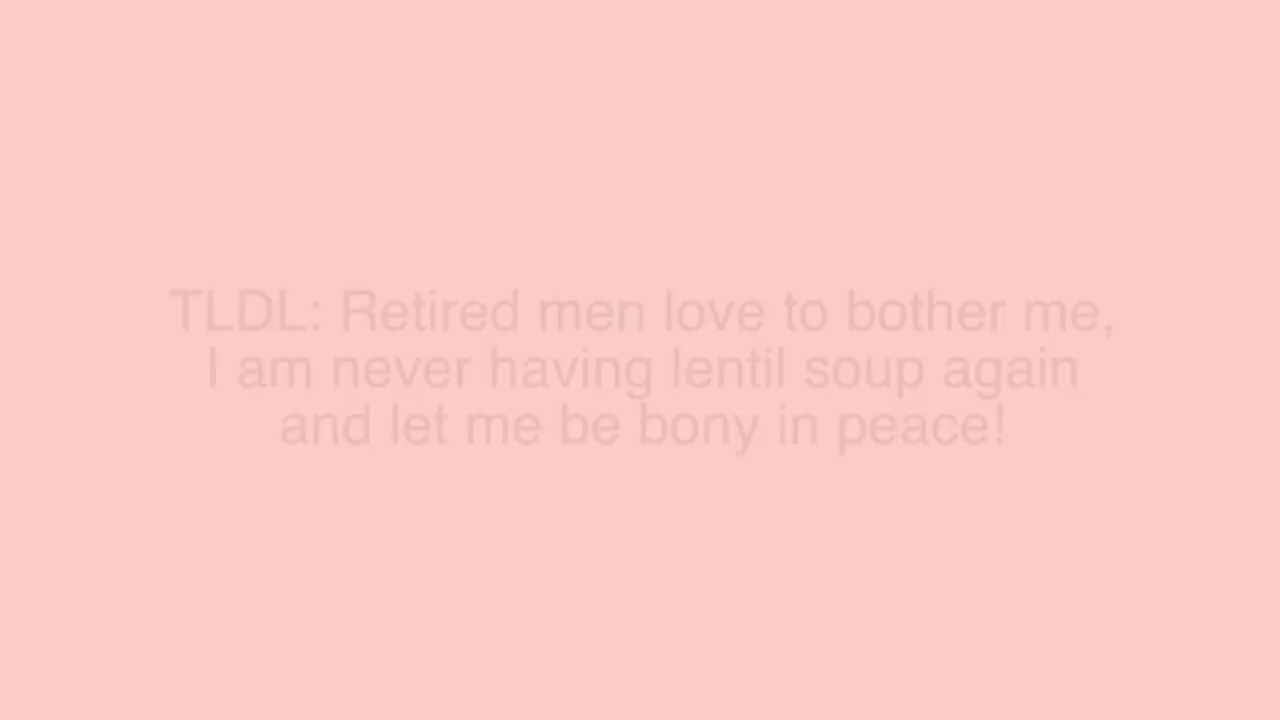 TLDL: Retired men love to bother me,
I am never having lentil soup again
and let me be bony in peace!